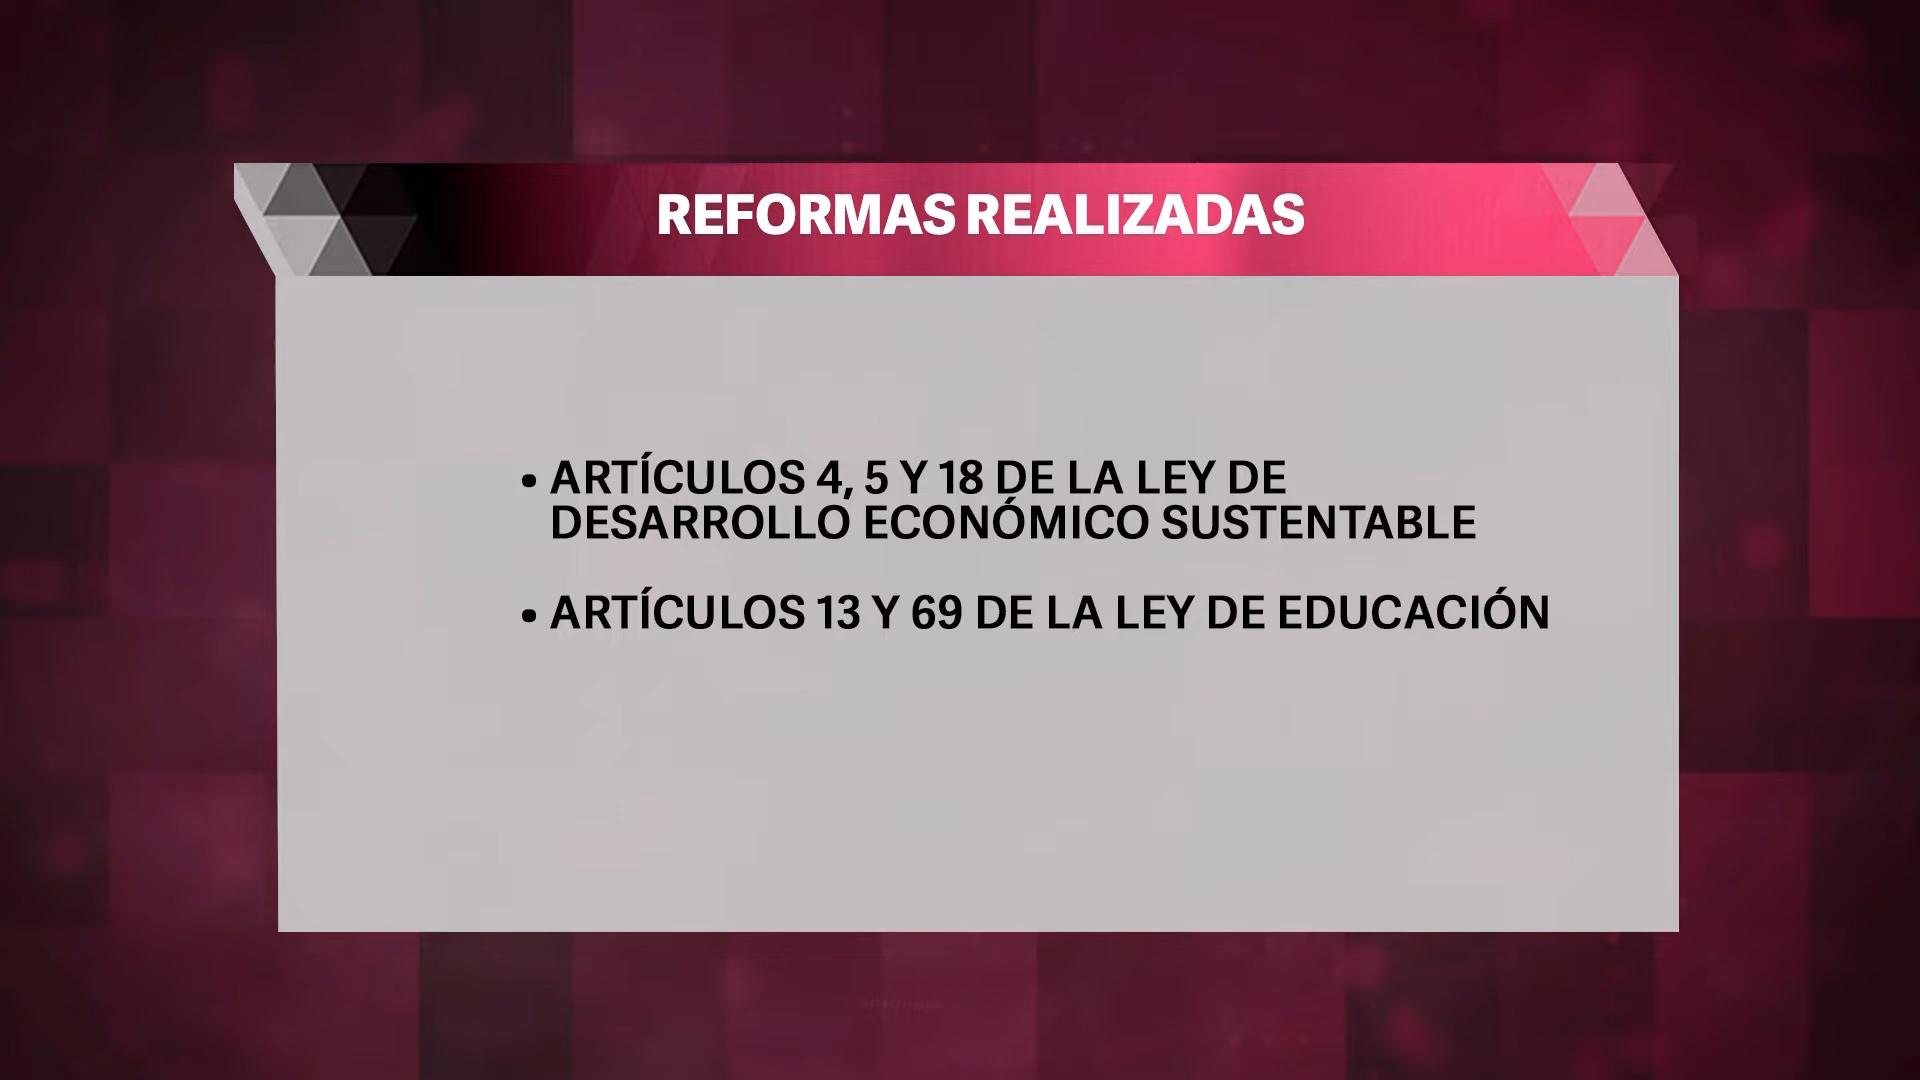 REFORMAS REALIZADAS
• ARTÍCULOS 4, 5 Y 18 DE LA LEY DE
DESARROLLO ECONÓMICO SUSTENTABLE
• ARTÍCULOS 13 Y 69 DE LA LEY DE EDUCACIÓN